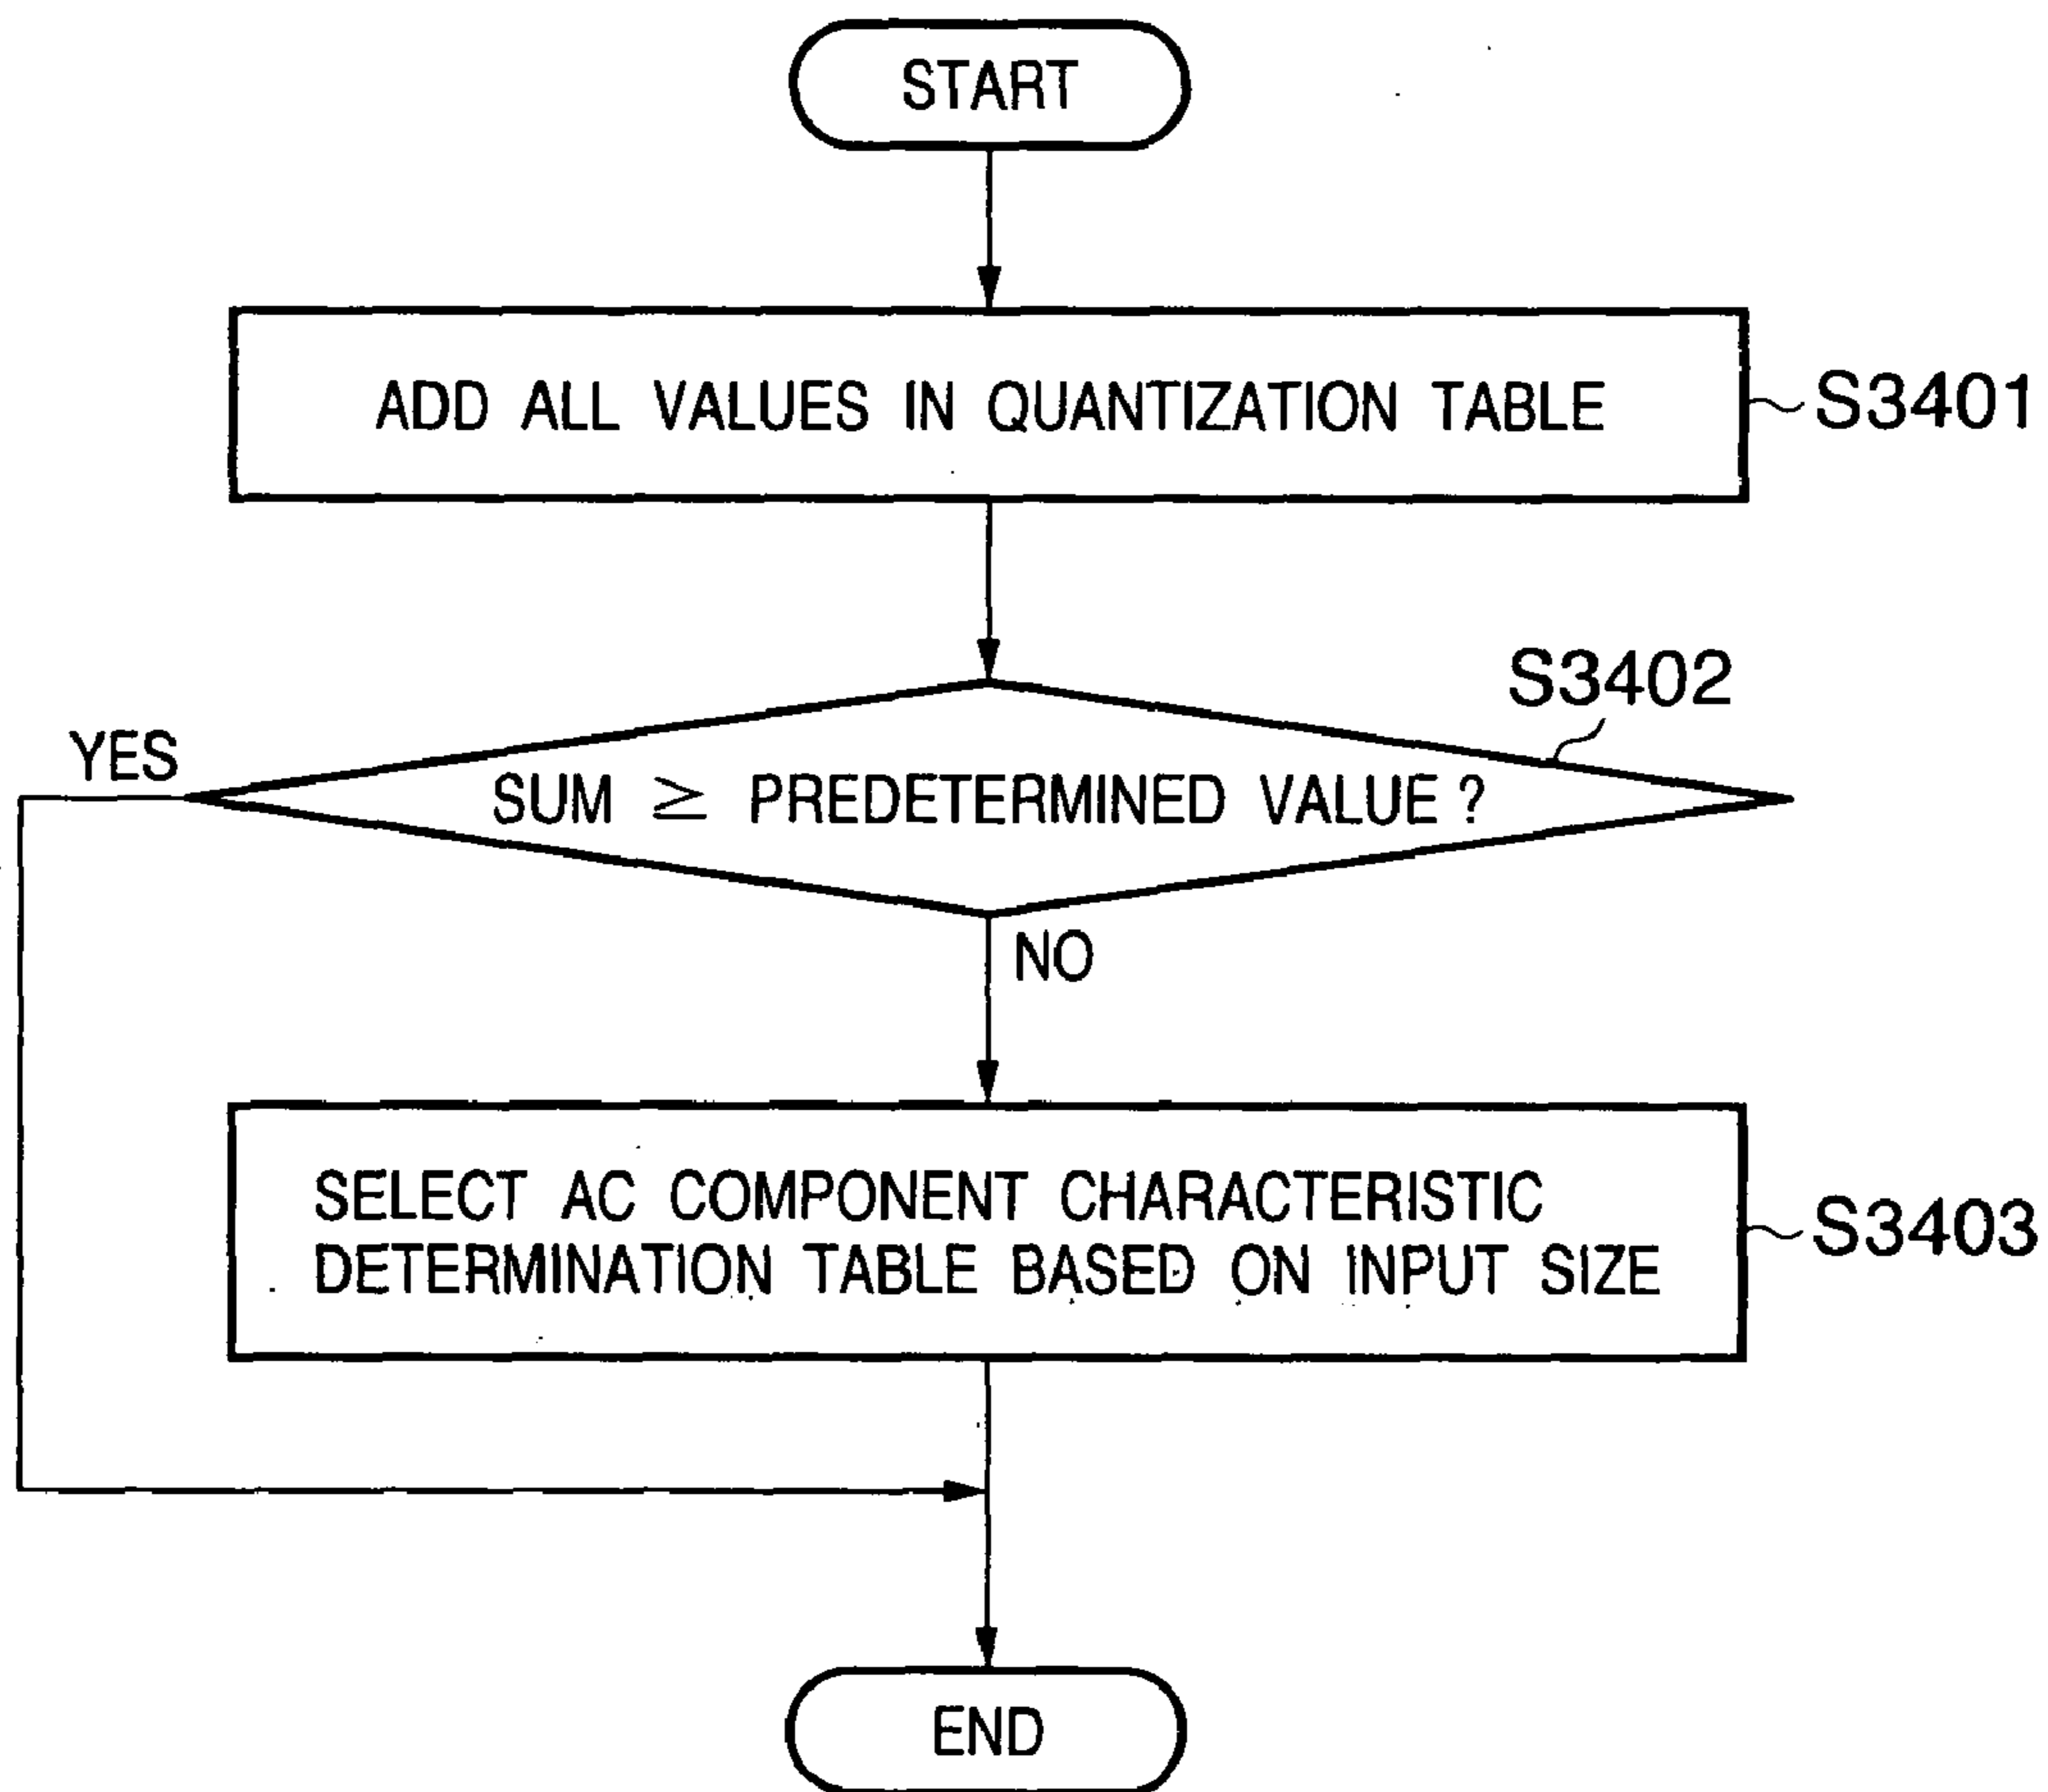 START
ADD ALL VALUES IN QUANTIZATION TABLE
S3401
S3402
YES
SUM ≥ PREDETERMINED VALUE ?
NO
SELECT AC COMPONENT CHARACTERISTIC
DETERMINATION TABLE BASED ON INPUT SIZE
S3403
END